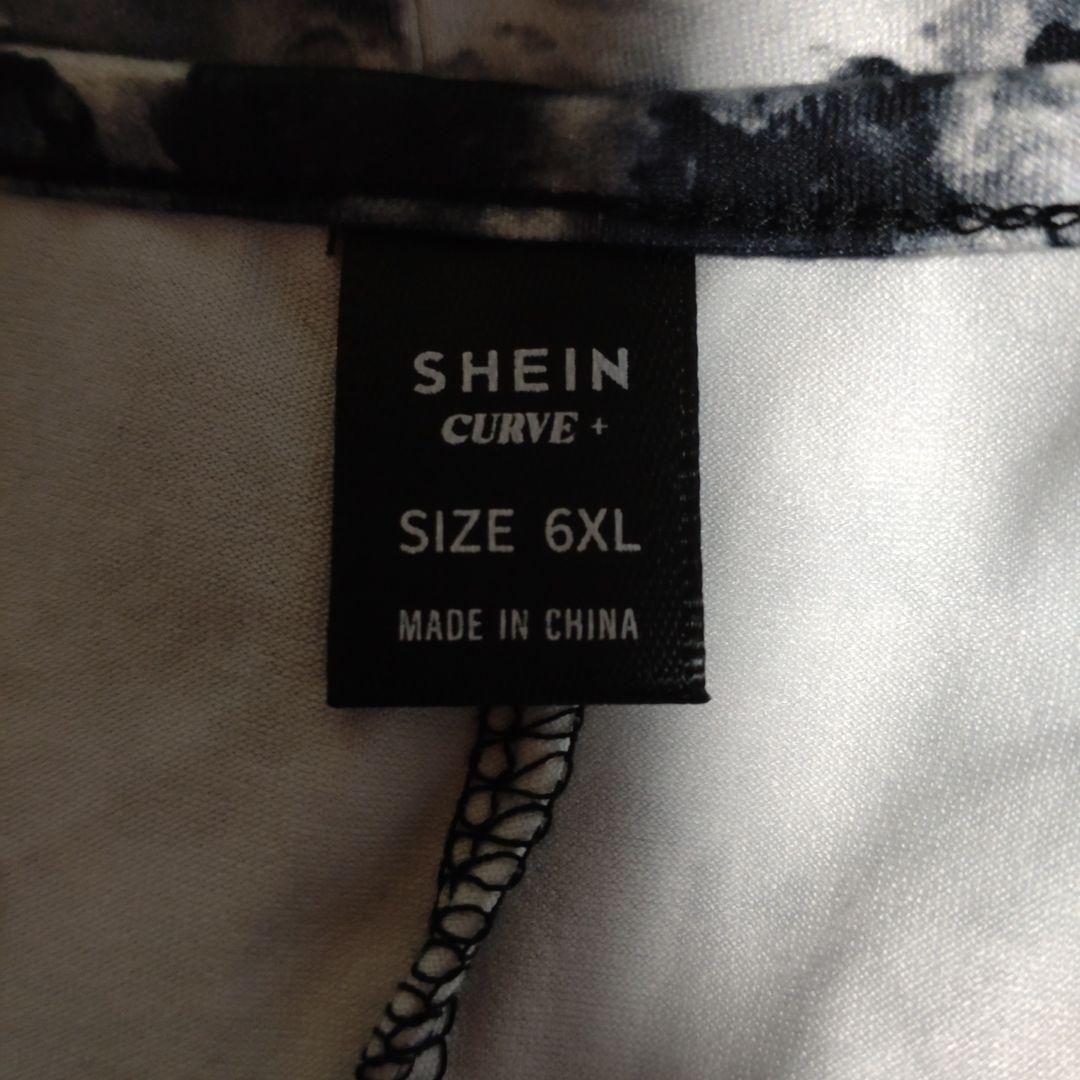 SHEIN
CURVE +
SIZE 6XL
MADE IN CHINA